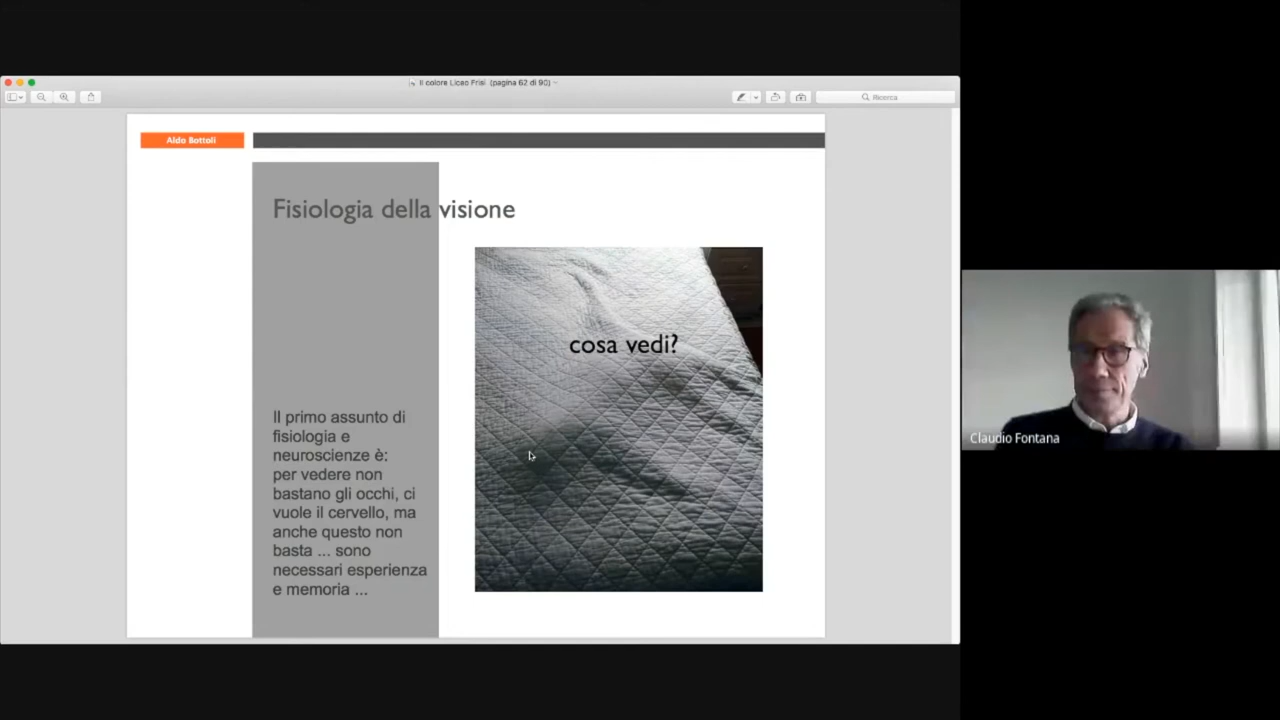 Il colore Liceo Frisi (pagina 62 di 90)
Ricerca
Aldo Bottoli
Fisiologia della visione
cosa vedi?
Il primo assunto di
fisiologia e
neuroscienze è:
per vedere non
bastano gli occhi, ci
vuole il cervello, ma
anche questo non
basta ... sono
necessari esperienza
e memoria ...
Claudio Fontana